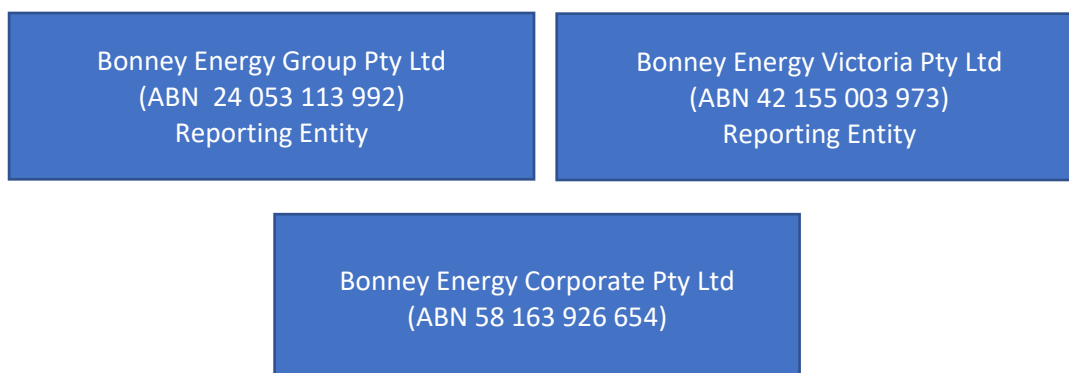 Bonney Energy Group Pty Ltd
(ABN  24 053 113 992)
Reporting Entity
Bonney Energy Victoria Pty Ltd
(ABN 42 155 003 973)
Reporting Entity
Bonney Energy Corporate Pty Ltd
(ABN 58 163 926 654)